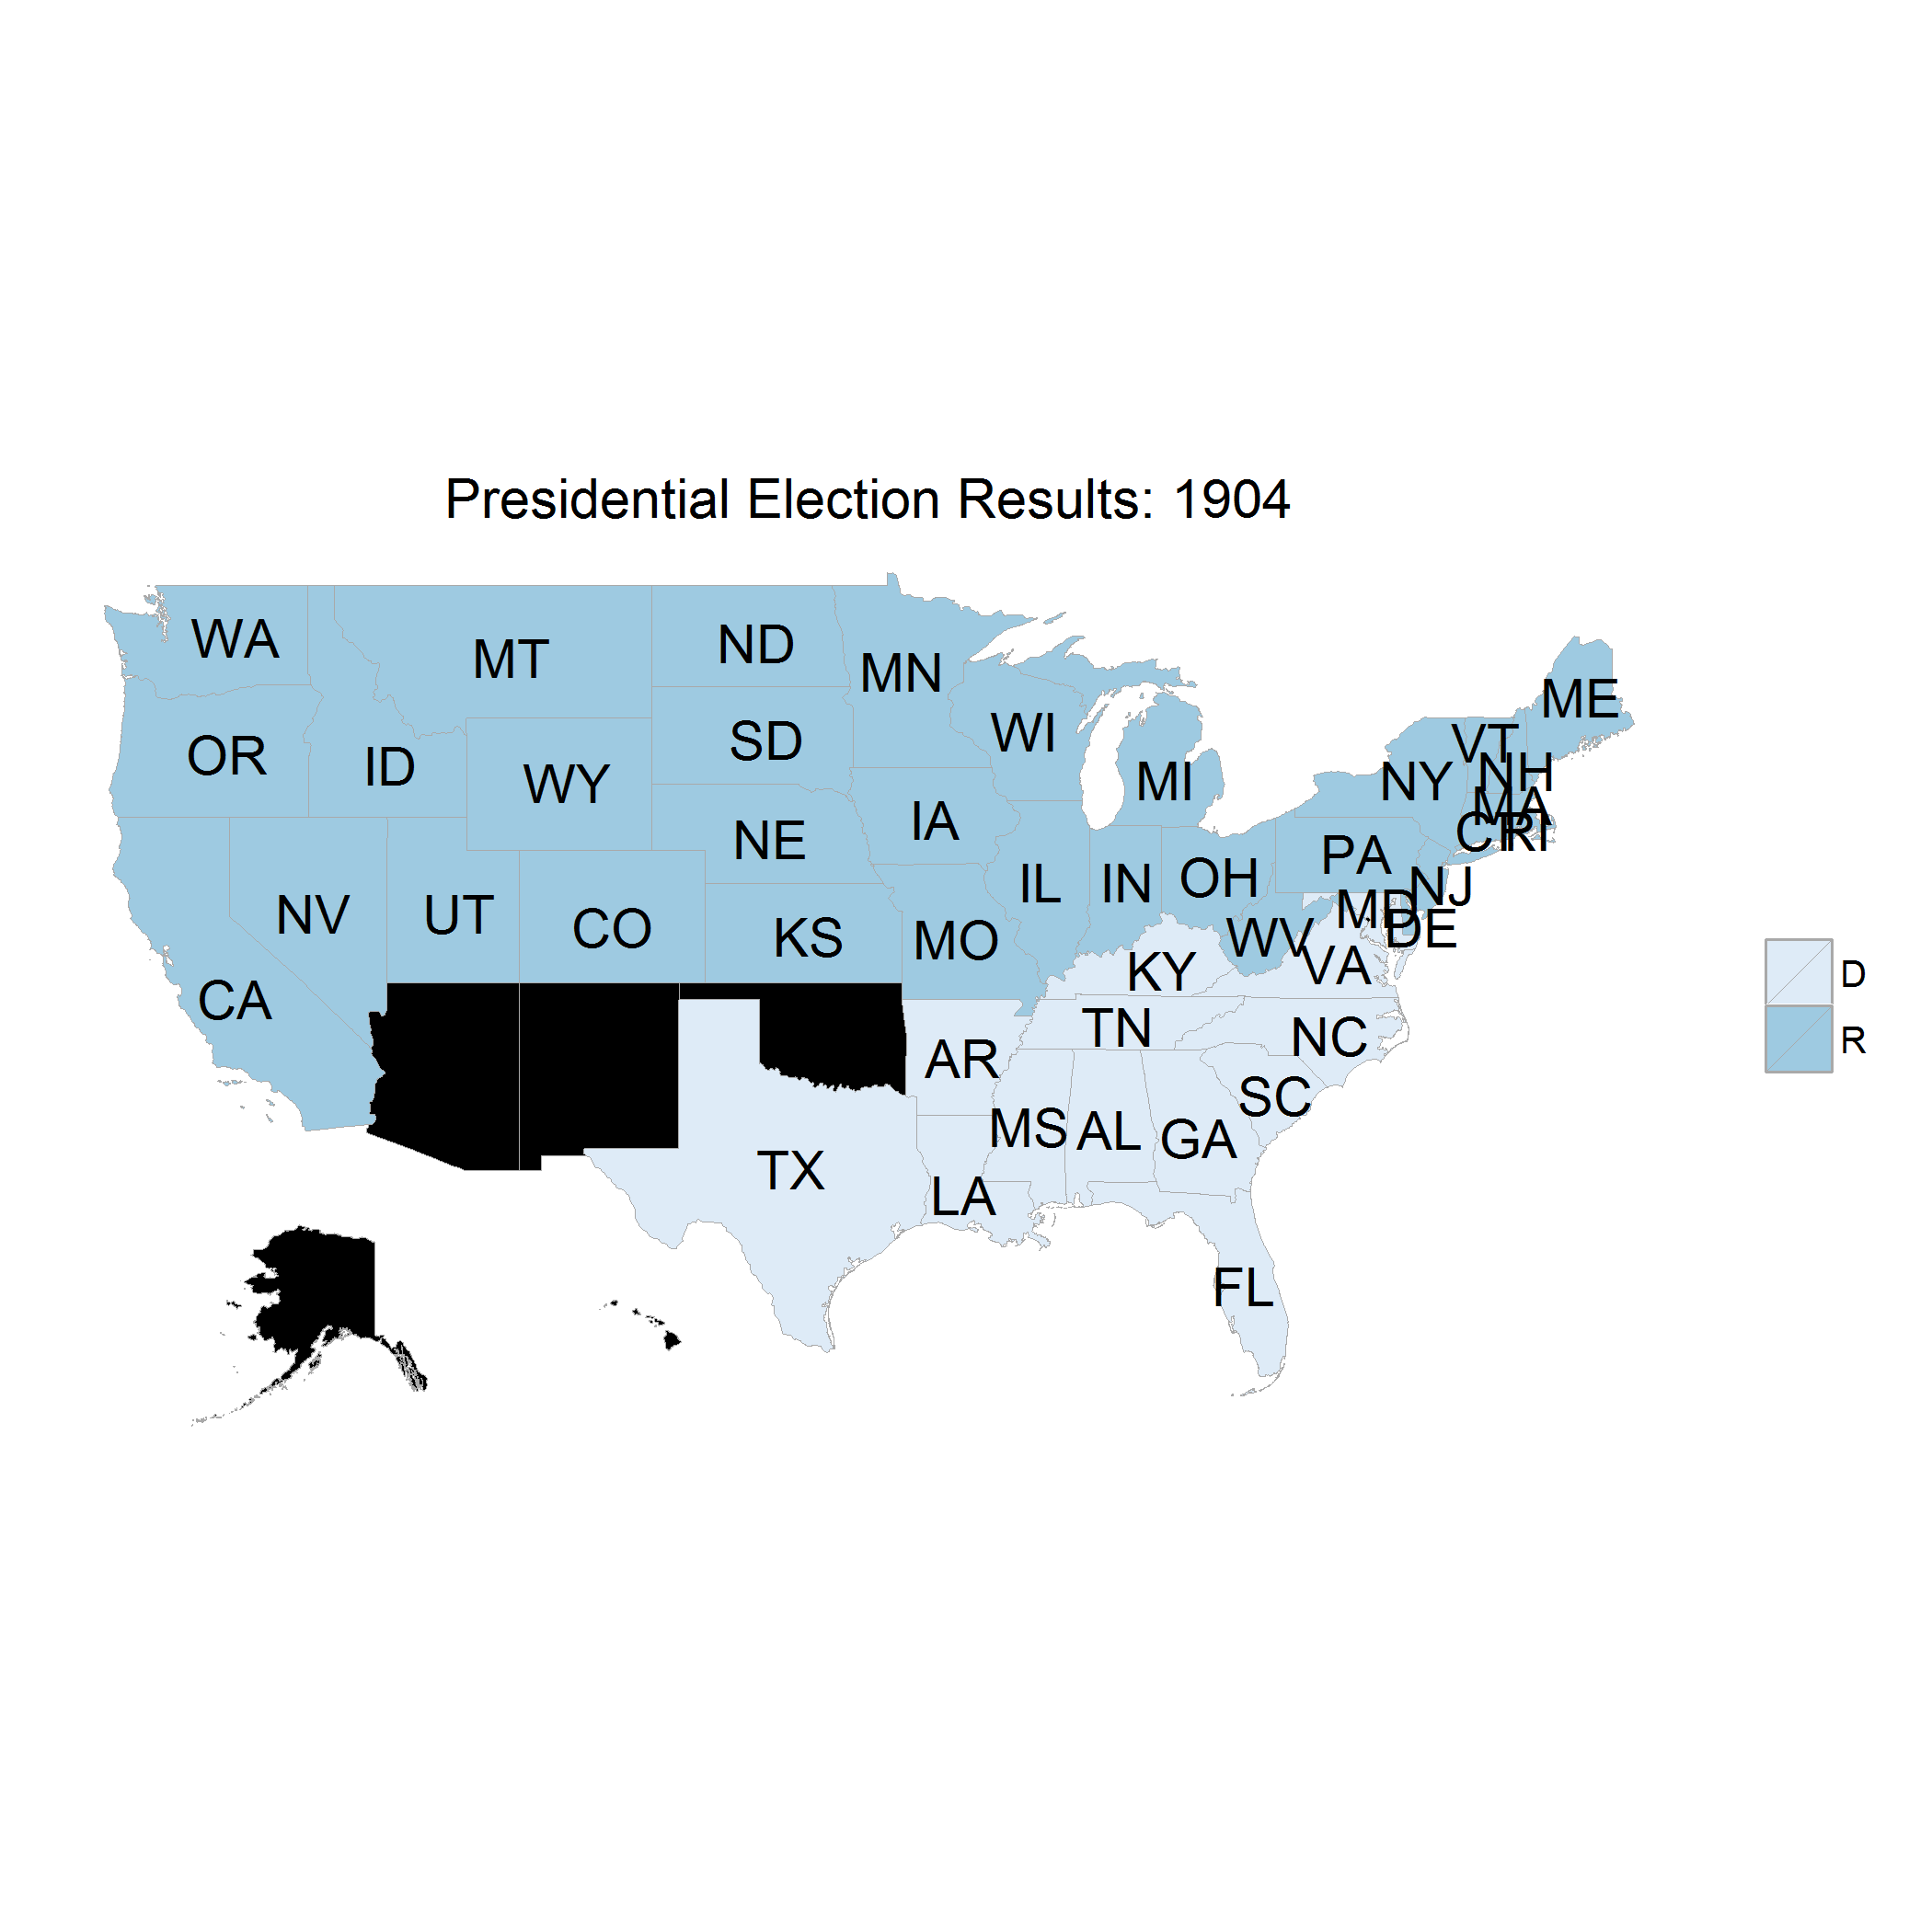 Presidential Election Results: 1904
WA
MT
ND
MN
ME
OR
ID
WY
SD
WI
MI
NY
VT
NH
MA
CT
RI
NE
IA
IL
IN
OH
PA
NJ
MD
DE
NV
UT
CO
KS
MO
WV
VA
KY
CA
D
R
TN
NC
AR
SC
MS
AL
GA
TX
LA
FL